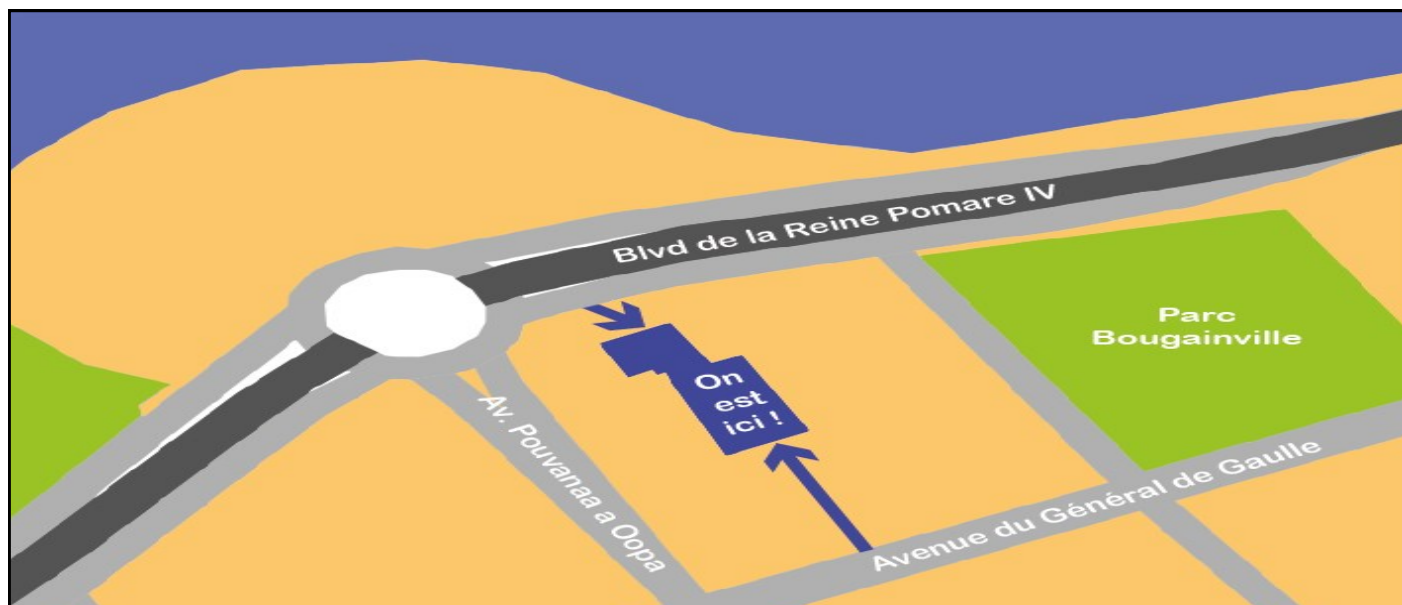 Blvd de la Reine Pomare IV
Parc
Bougainville
On
est
ici !
Av. Pouvanaa a Oopa
Avenue du Général de Gaulle